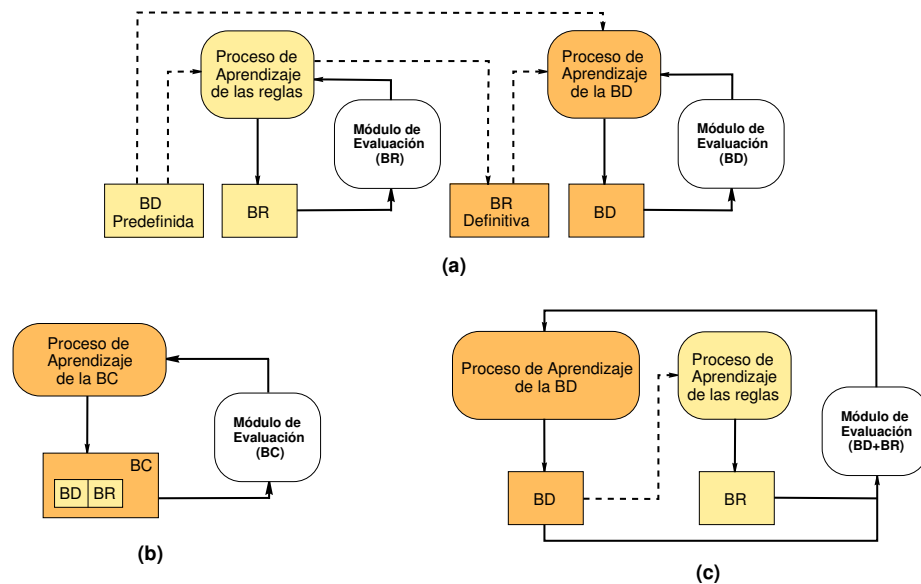 Proceso de
Aprendizaje
de las reglas
Módulo de
Evaluación
(BR)
BD
Predefinida
BR
Proceso de
Aprendizaje
de la BD
Módulo de
Evaluación
(BD)
BR
Definitiva
BD
(a)
Proceso de
Aprendizaje
de la BC
Módulo de
Evaluación
(BC)
BC
BD
BR
(b)
Proceso de Aprendizaje
de la BD
Proceso de
Aprendizaje
de las reglas
Módulo de
Evaluación
(BD+BR)
BD
BR
(c)